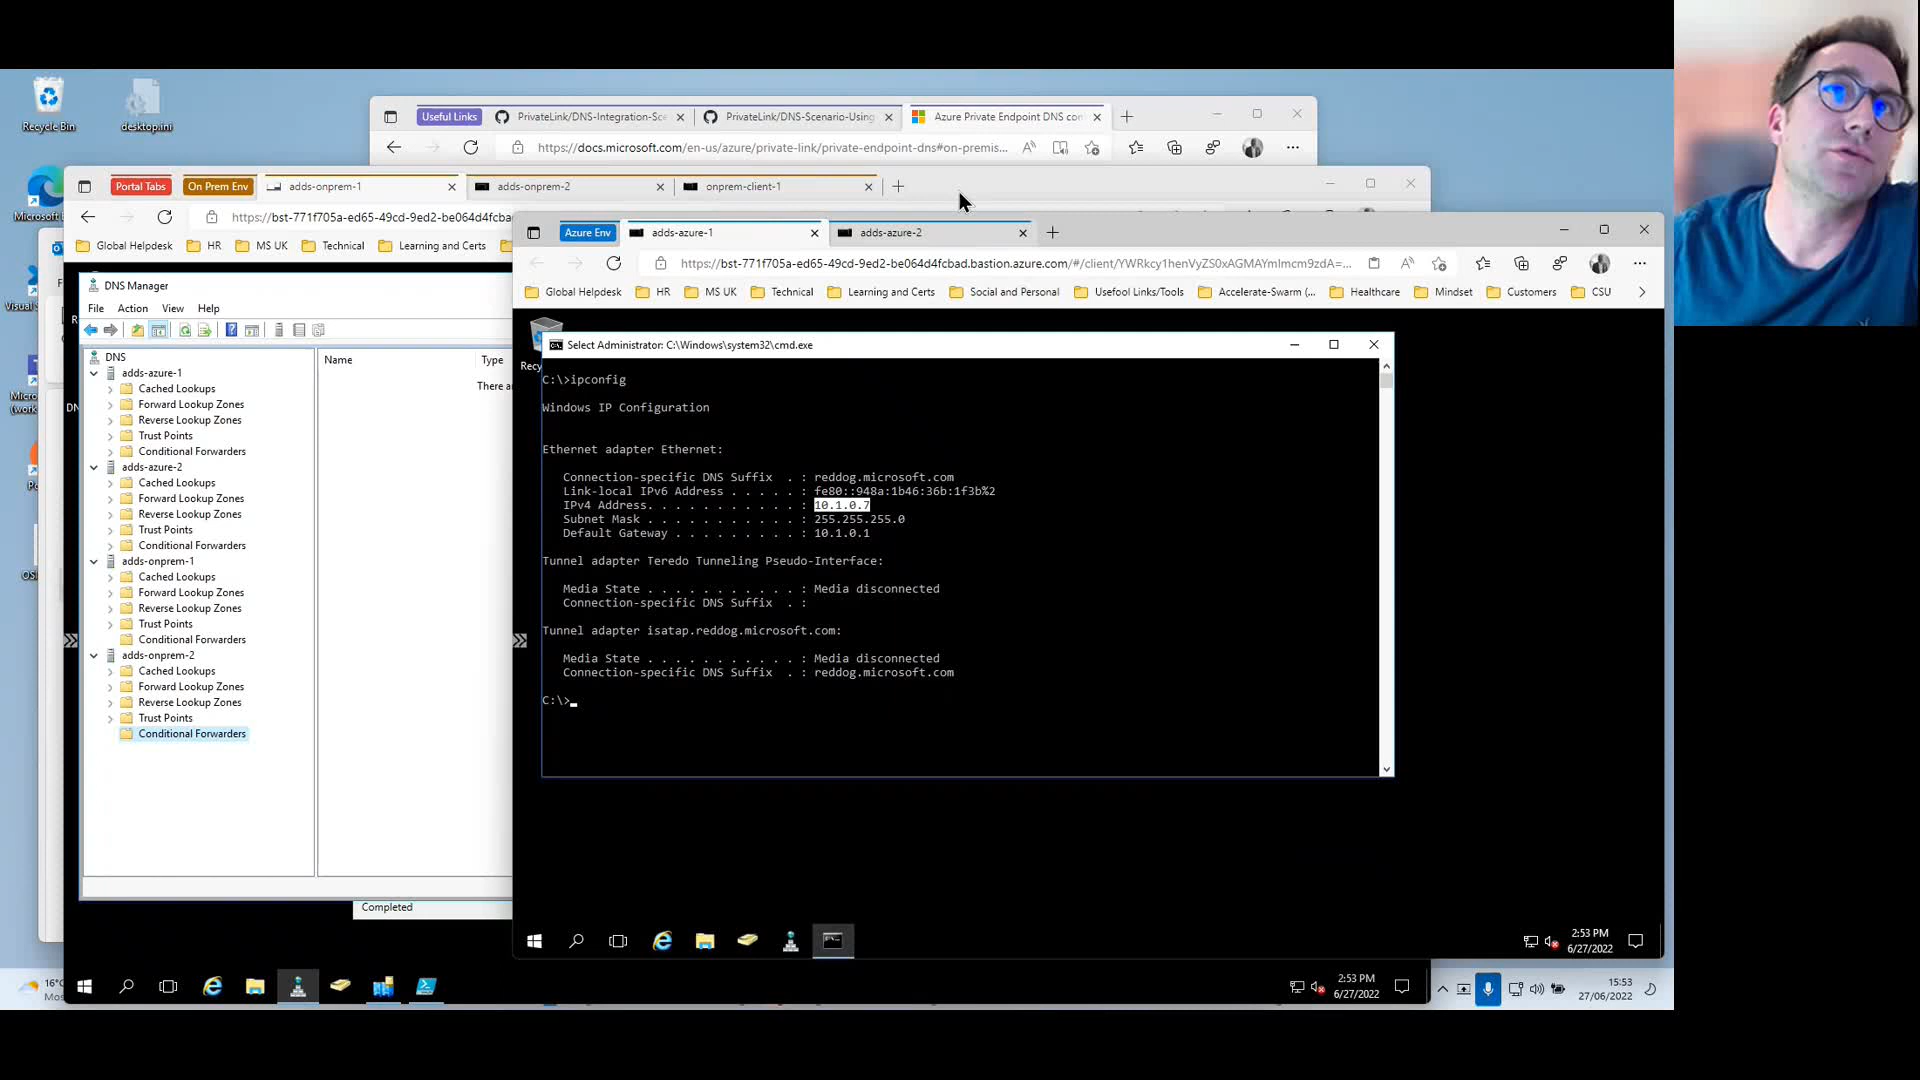 Recycle Bin
desktop.ini
Useful Links
PrivateLink/DNS-Integration-Sce
PrivateLink/DNS-Scenario-Using
Azure Private Endpoint DNS con
https://docs.microsoft.com/en-us/azure/private-link/private-endpoint-dns#on-premis...
Portal Tabs
On Prem Env
adds-onprem-1
adds-onprem-2
onprem-client-1
https://bst-771f705a-ed65-49cd-9ed2-be064d4fcbad
Global Helpdesk
HR
MS UK
Technical
Learning and Certs
Azure Env
adds-azure-1
adds-azure-2
https://bst-771f705a-ed65-49cd-9ed2-be064d4fcbad.bastion.azure.com/#/client/YWRkcy1henVyZS0xAGMAYmlmcm9zdA=...
Global Helpdesk
HR
MS UK
Technical
Learning and Certs
Social and Personal
Usefool Links/Tools
Accelerate-Swarm (...
Healthcare
Mindset
Customers
CSU
Microsoft
DNS Manager
File Action View Help
DNS
adds-azure-1
Cached Lookups
Forward Lookup Zones
Reverse Lookup Zones
Trust Points
Conditional Forwarders
adds-azure-2
Cached Lookups
Forward Lookup Zones
Reverse Lookup Zones
Trust Points
Conditional Forwarders
adds-onprem-1
Cached Lookups
Forward Lookup Zones
Reverse Lookup Zones
Trust Points
Conditional Forwarders
adds-onprem-2
Cached Lookups
Forward Lookup Zones
Reverse Lookup Zones
Trust Points
Conditional Forwarders
Name Type
There a
Completed
Recy
Select Administrator: C:\Windows\system32\cmd.exe
C:\>ipconfig
Windows IP Configuration
Ethernet adapter Ethernet:
Connection-specific DNS Suffix . : reddog.microsoft.com
Link-local IPv6 Address . . . . . : fe80::948a:1b46:36b:1f3b%2
IPv4 Address. . . . . . . . . . . : 10.1.0.7
Subnet Mask . . . . . . . . . . . : 255.255.255.0
Default Gateway . . . . . . . . . : 10.1.0.1
Tunnel adapter Teredo Tunneling Pseudo-Interface:
Media State . . . . . . . . . . . : Media disconnected
Connection-specific DNS Suffix . :
Tunnel adapter isatap.reddog.microsoft.com:
Media State . . . . . . . . . . . : Media disconnected
Connection-specific DNS Suffix . : reddog.microsoft.com
C:\>
2:53 PM
6/27/2022
2:53 PM
6/27/2022
16°C
15:53
27/06/2022